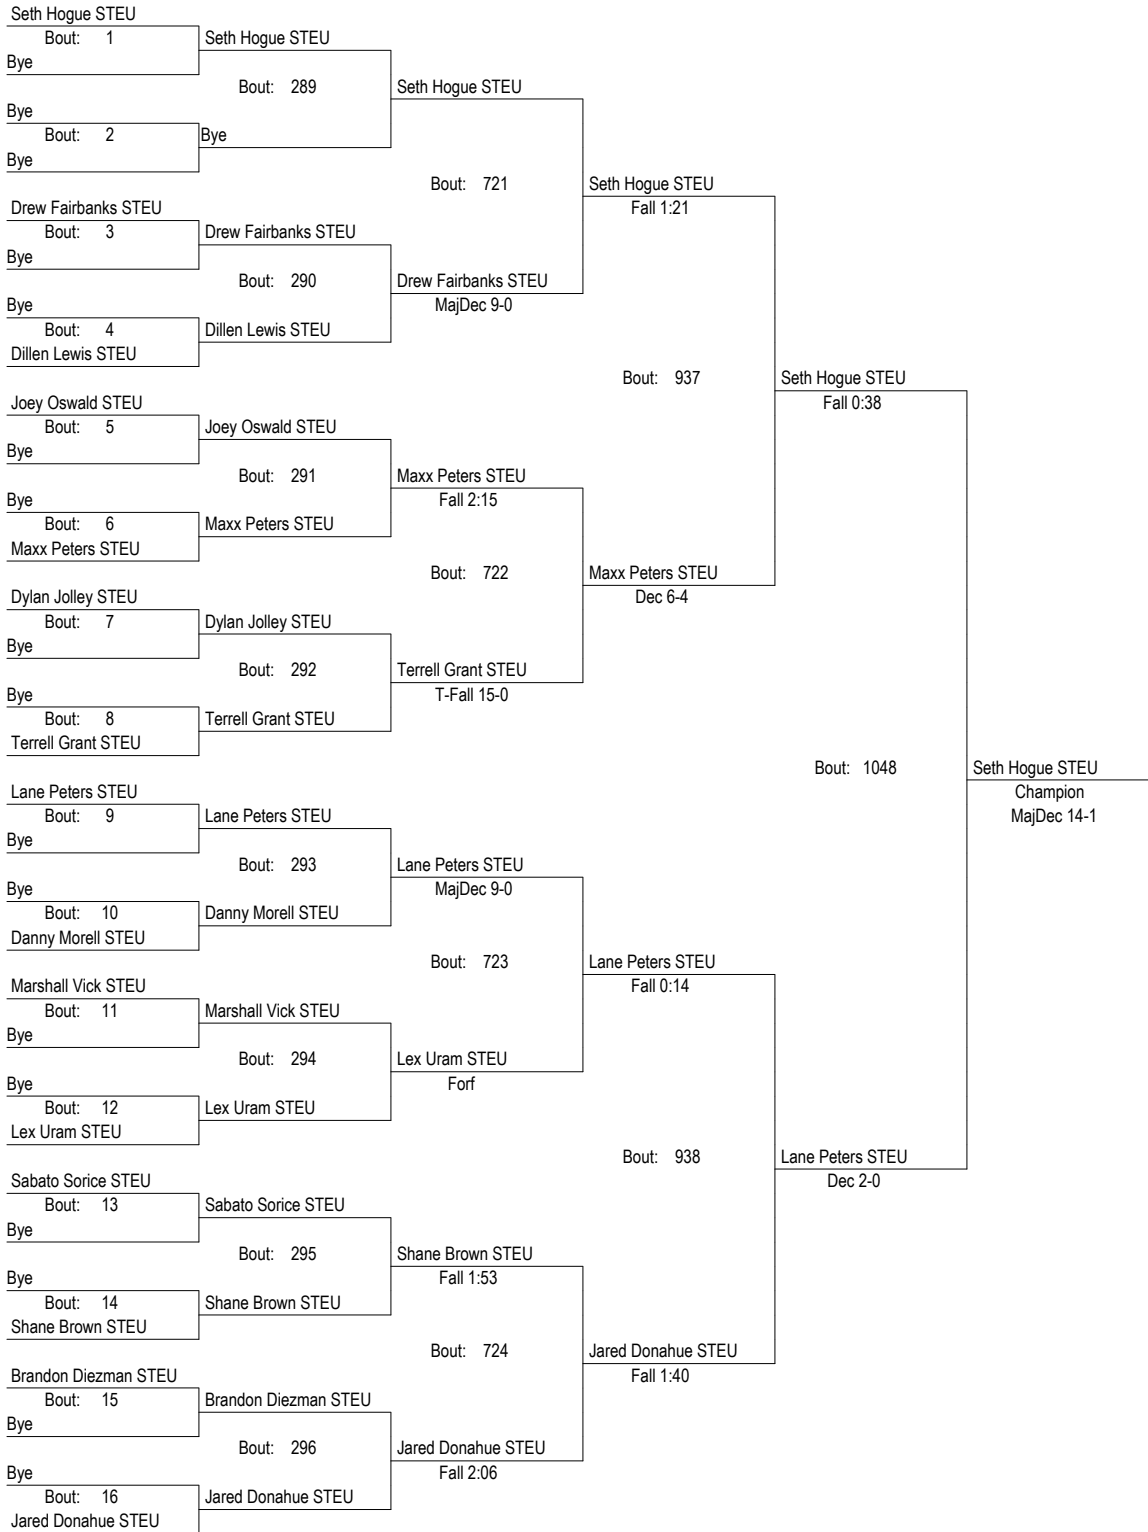 Seth Hogue STEU
Bout: 1
Bye
Seth Hogue STEU
Bout: 289
Bye
Bout: 2
Bye
Bye
Seth Hogue STEU
Bout: 721
Drew Fairbanks STEU
Bout: 3
Bye
Drew Fairbanks STEU
Bout: 290
Bye
Bout: 4
Dillen Lewis STEU
Dillen Lewis STEU
Drew Fairbanks STEU
MajDec 9-0
Seth Hogue STEU
Fall 1:21
Bout: 937
Joey Oswald STEU
Bout: 5
Bye
Joey Oswald STEU
Bout: 291
Bye
Bout: 6
Maxx Peters STEU
Maxx Peters STEU
Maxx Peters STEU
Fall 2:15
Bout: 722
Dylan Jolley STEU
Bout: 7
Bye
Dylan Jolley STEU
Bout: 292
Bye
Bout: 8
Terrell Grant STEU
Terrell Grant STEU
Terrell Grant STEU
T-Fall 15-0
Maxx Peters STEU
Dec 6-4
Seth Hogue STEU
Fall 0:38
Bout: 1048
Seth Hogue STEU
Champion
MajDec 14-1
Lane Peters STEU
Bout: 9
Bye
Lane Peters STEU
Bout: 293
Bye
Bout: 10
Danny Morell STEU
Danny Morell STEU
Lane Peters STEU
MajDec 9-0
Bout: 723
Marshall Vick STEU
Bout: 11
Bye
Marshall Vick STEU
Bout: 294
Bye
Bout: 12
Lex Uram STEU
Lex Uram STEU
Lex Uram STEU
Forf
Lane Peters STEU
Fall 0:14
Bout: 938
Lane Peters STEU
Dec 2-0
Sabato Sorice STEU
Bout: 13
Bye
Sabato Sorice STEU
Bout: 295
Bye
Bout: 14
Shane Brown STEU
Shane Brown STEU
Shane Brown STEU
Fall 1:53
Bout: 724
Jared Donahue STEU
Fall 1:40
Brandon Diezman STEU
Bout: 15
Bye
Brandon Diezman STEU
Bout: 296
Bye
Bout: 16
Jared Donahue STEU
Jared Donahue STEU
Jared Donahue STEU
Fall 2:06